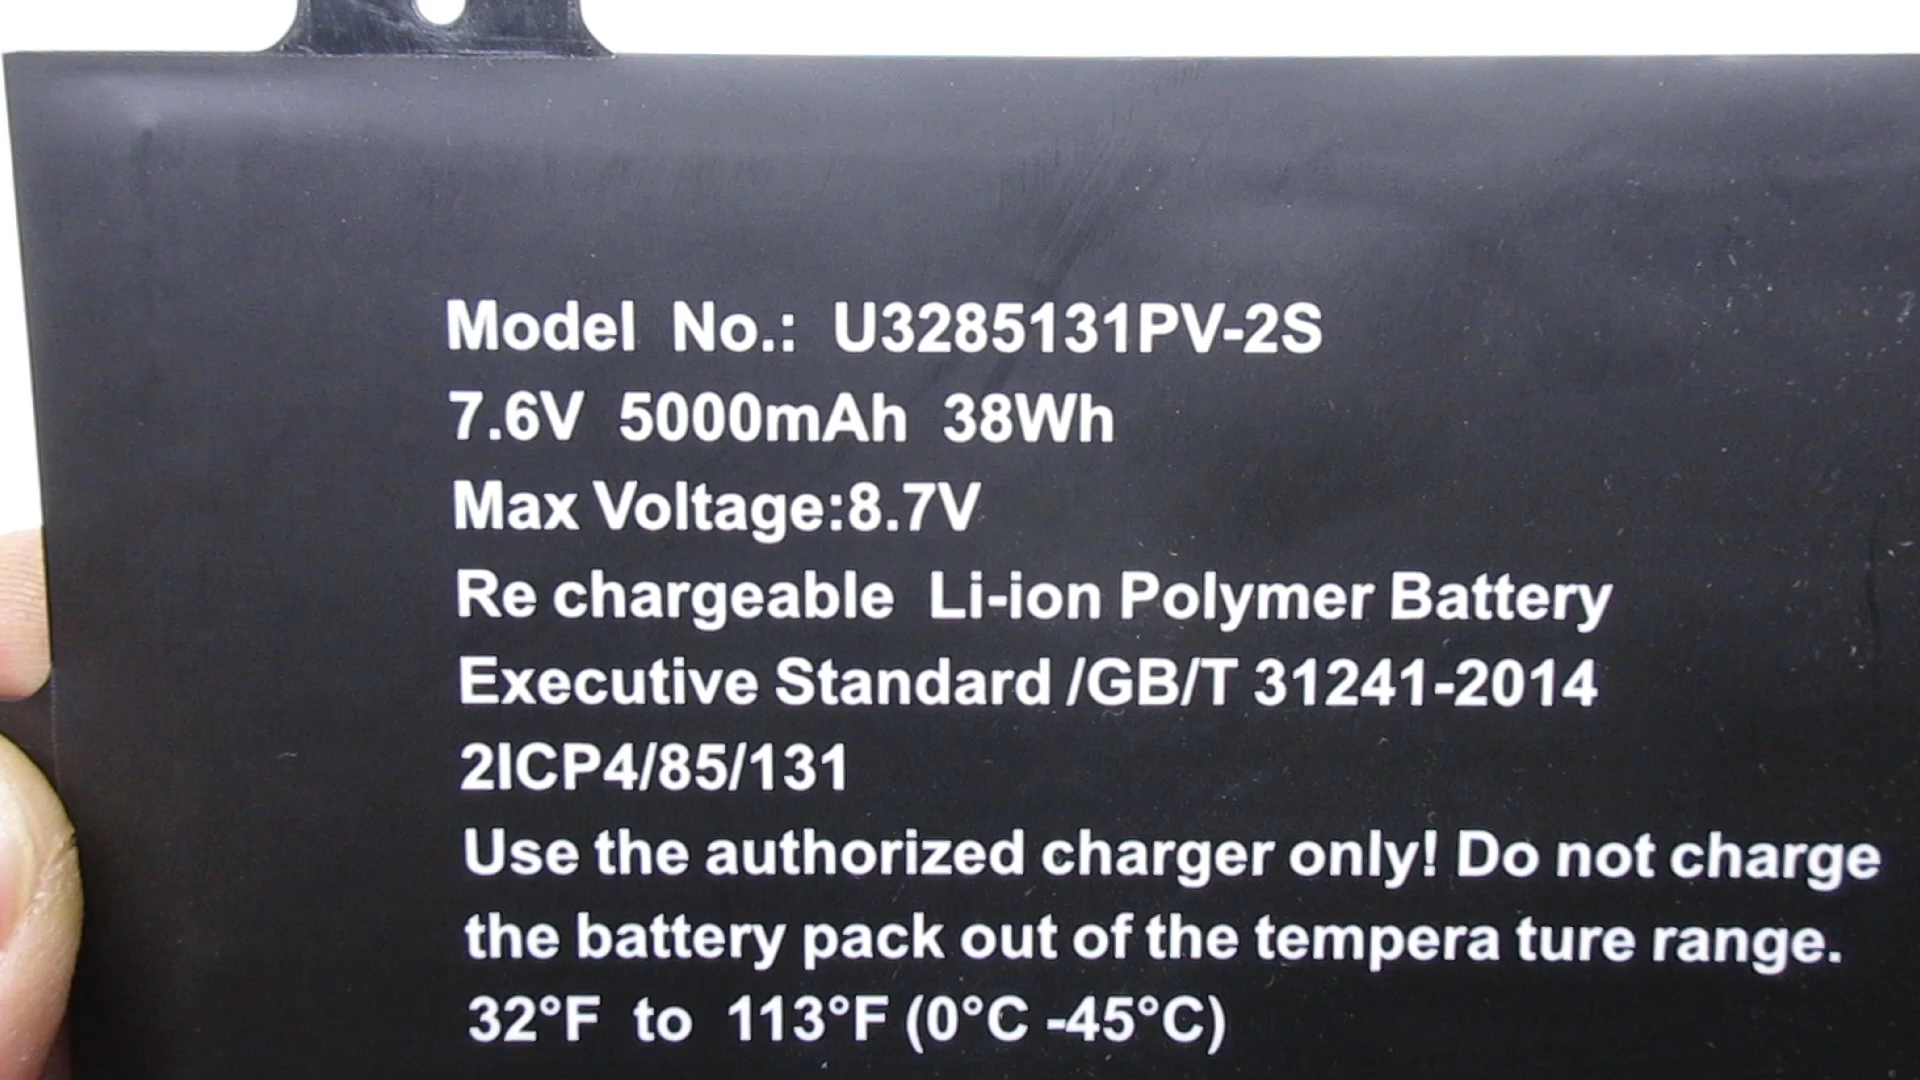 Model No.: U3285131PV-2S
7.6V 5000mAh 38Wh
Max Voltage:8.7V
Re chargeable Li-ion Polymer Battery
Executive Standard /GB/T 31241-2014
2ICP4/85/131
Use the authorized charger only! Do not charge
the battery pack out of the tempera ture range.
32°F to 113°F (0°C -45°C)